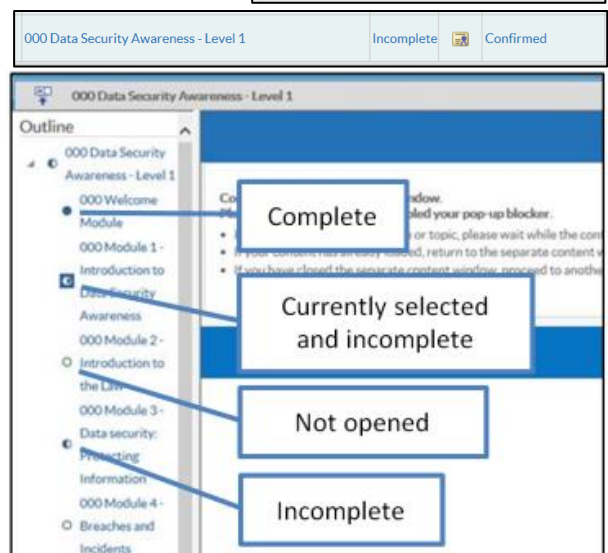 000 Data Security Awareness - Level 1 Incomplete Confirmed
000 Data Security Awareness - Level 1
Outline
000 Data Security
Awareness - Level 1
000 Welcome
Module
000 Module 1 -
Introduction to
Data Security
Awareness
000 Module 2 -
Introduction to
the Law
000 Module 3 -
Data security:
Protecting
Information
000 Module 4 -
Breaches and
Incidents
Co
ndow.
oled your pop-up blocker.
or topic, please wait while the cont
If your content has already loaded, return to the separate content w
If you have closed the separate content window, proceed to anothe
Complete
Currently selected
and incomplete
Not opened
Incomplete